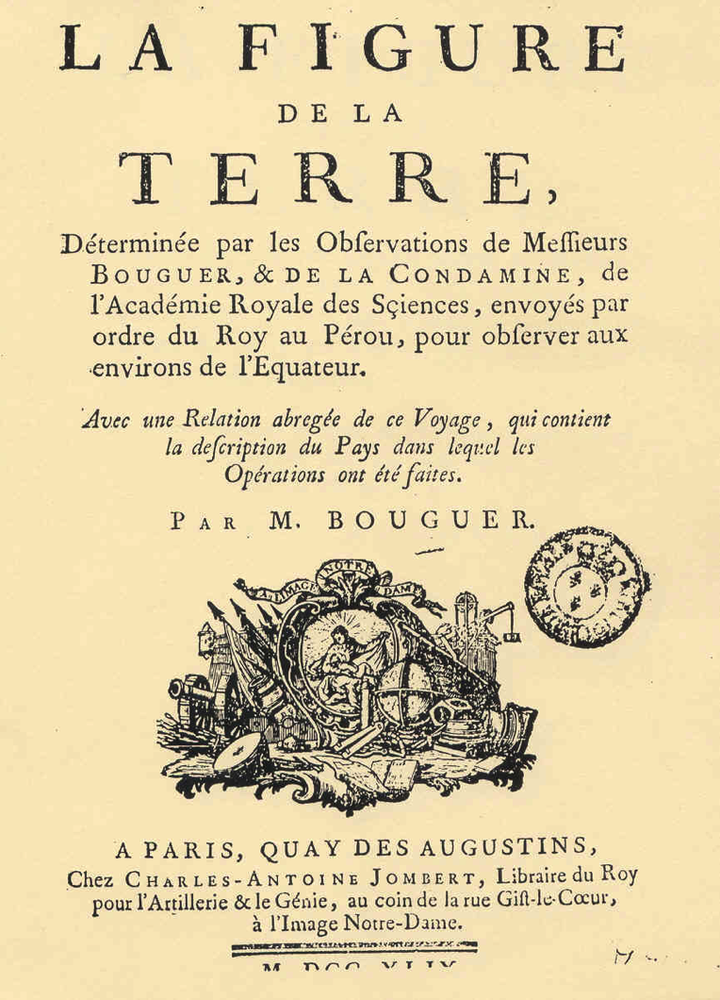 LA FIGURE
DE LA
TERRE,
Déterminée par les Obſervations de Meſſieurs
BOUGUER, & DE LA CONDAMINE, de
l'Académie Royale des Sçiences, envoyés par
ordre du Roy au Pérou, pour obſerver aux
environs de l'Equateur.
Avec une Relation abregée de ce Voyage, qui contient
la deſcription du Pays dans lequel les
Opérations ont été faites.
PAR M. BOUGUER.
A L'IMAGE NOTRE DAME
A PARIS, QUAY DES AUGUSTINS,
Chez CHARLES-ANTOINE JOMBERT, Libraire du Roy
pour l'Artillerie & le Génie, au coin de la rue Giſt-le-Cœur,
à l'Image Notre-Dame.
M DCC XLIX